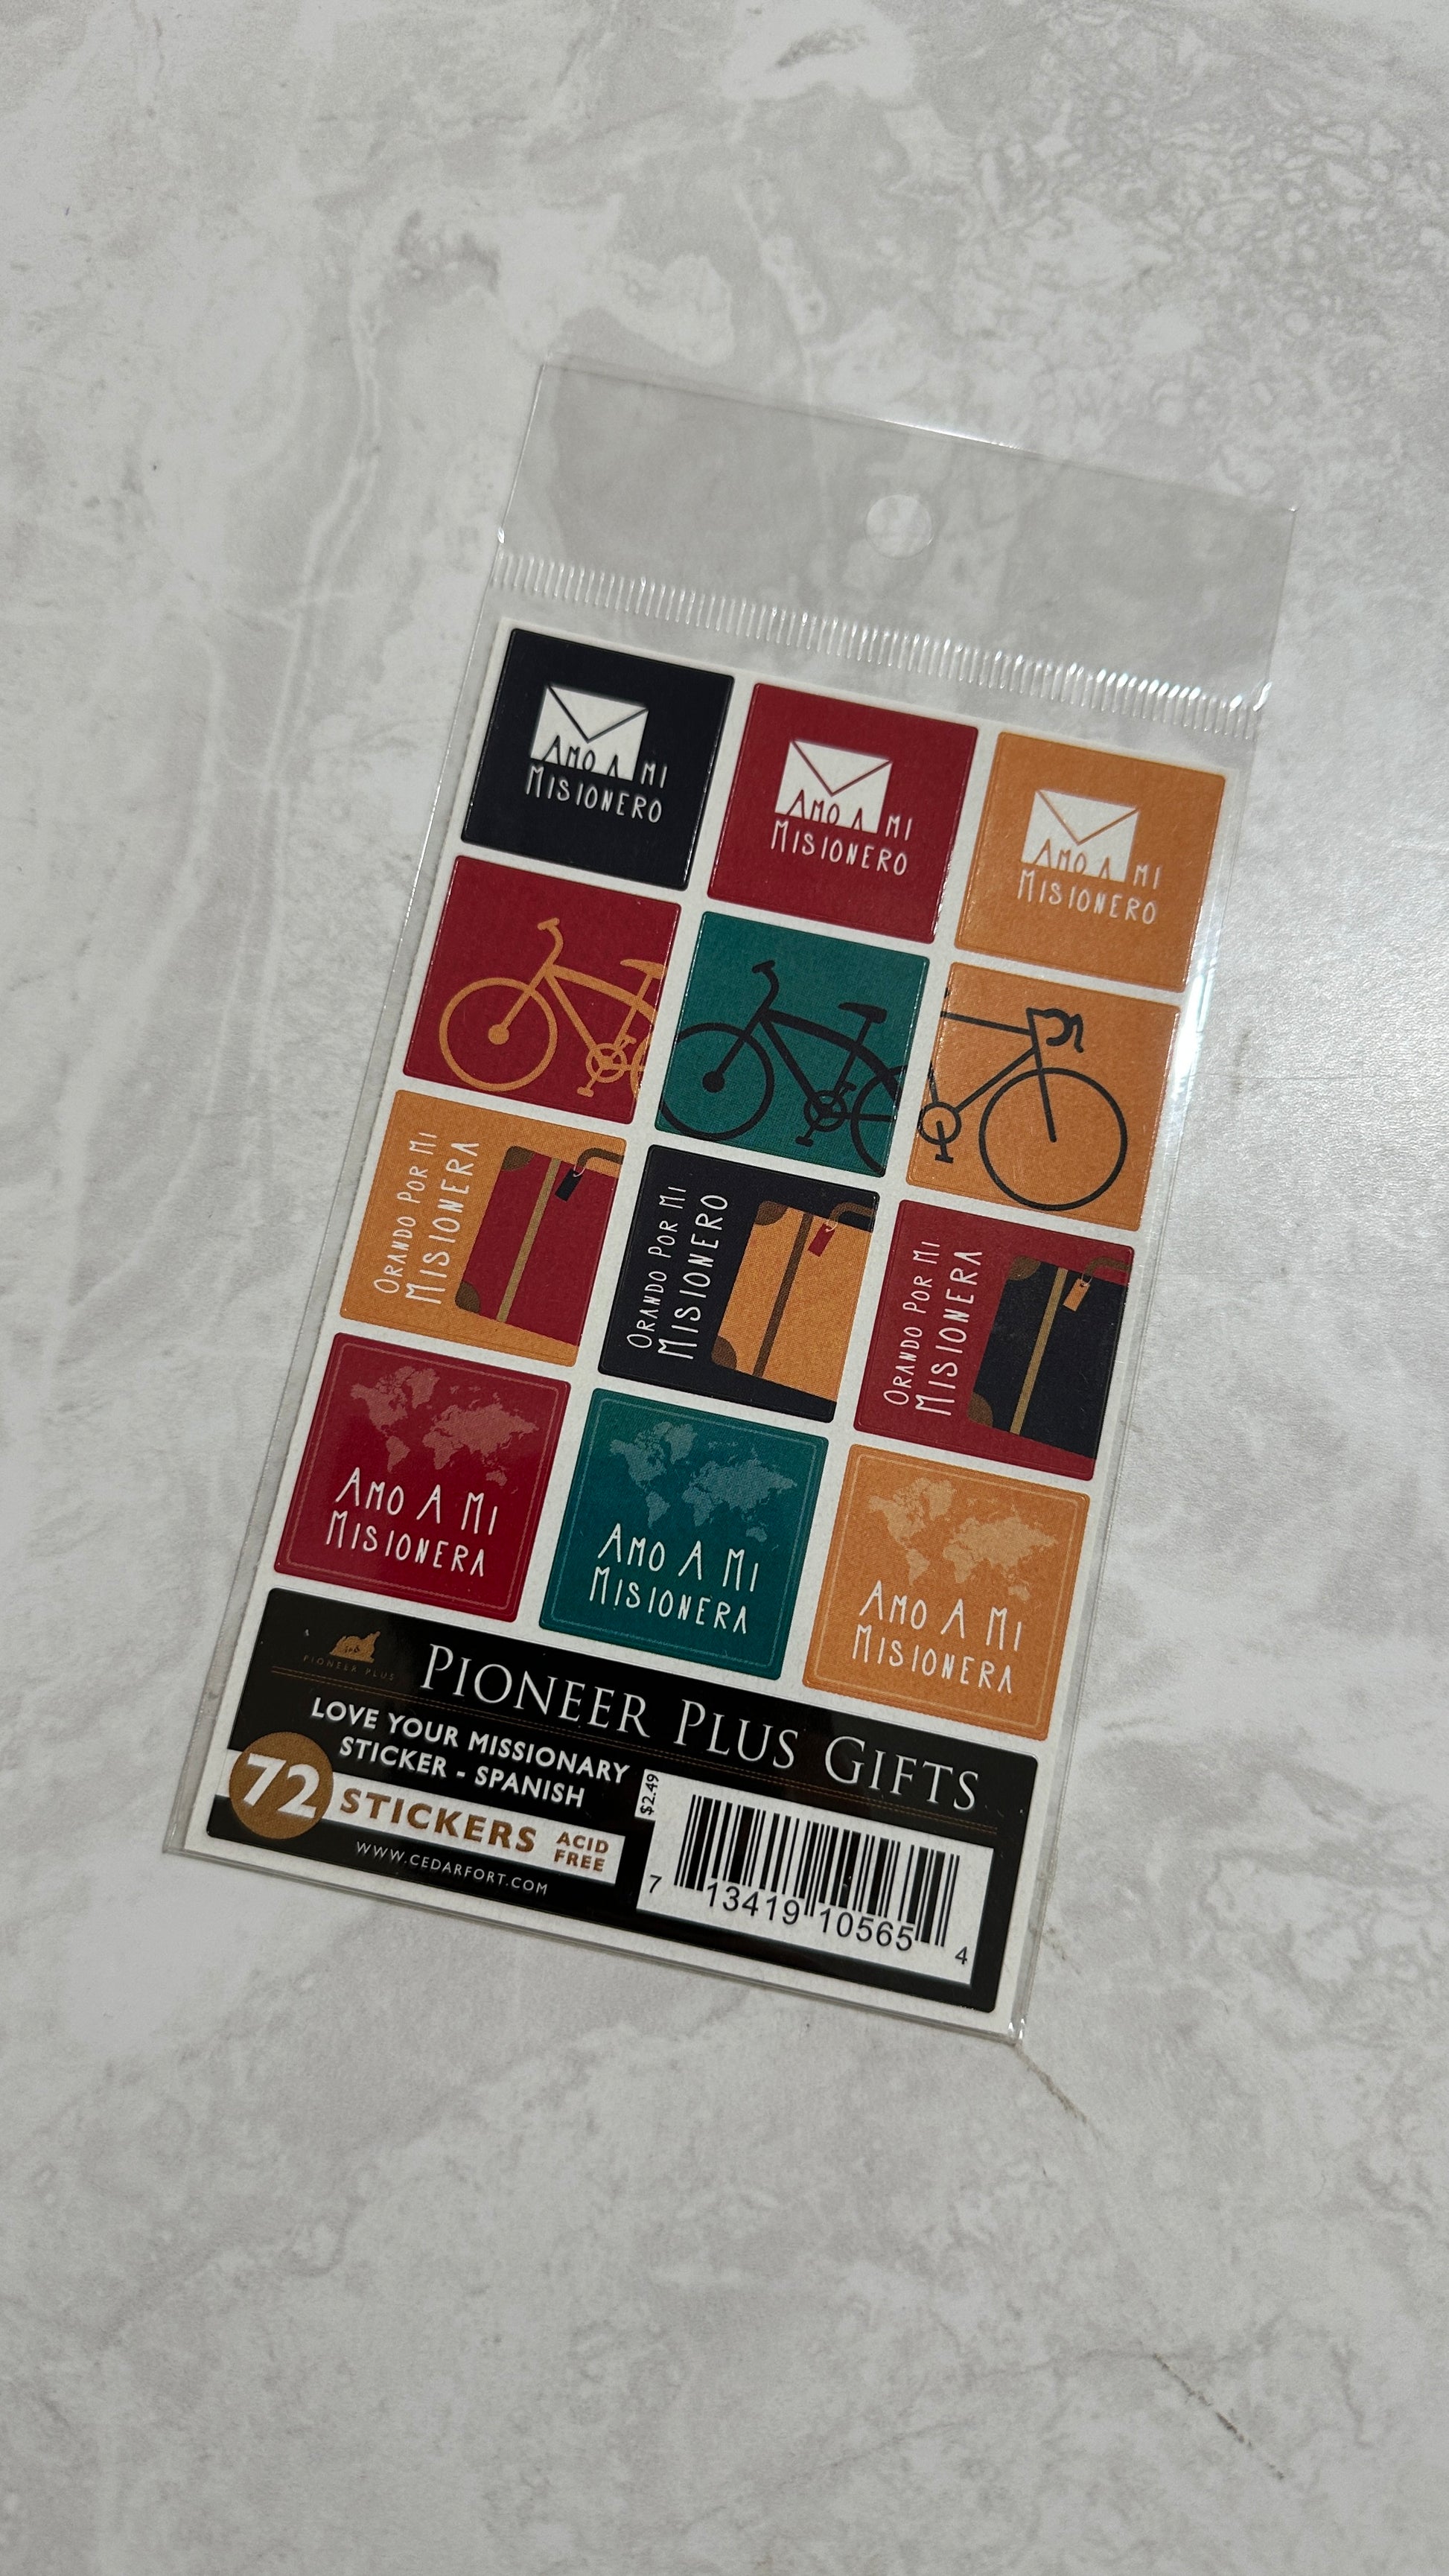 AMO A MI
MISIONERO
AMO A MI
MISIONERO
AMO A MI
MISIONERO
ORANDO POR MI
MISIONERA
ORANDO POR MI
MISIONERO
ORANDO POR MI
MISIONERA
AMO A MI
MISIONERA
AMO A MI
MISIONERA
AMO A MI
MISIONERA
PIONEER PLUS
PIONEER PLUS GIFTS
LOVE YOUR MISSIONARY
STICKER - SPANISH
72 STICKERS ACID
FREE
WWW.CEDARFORT.COM
$2.49
7 13419 10565 4